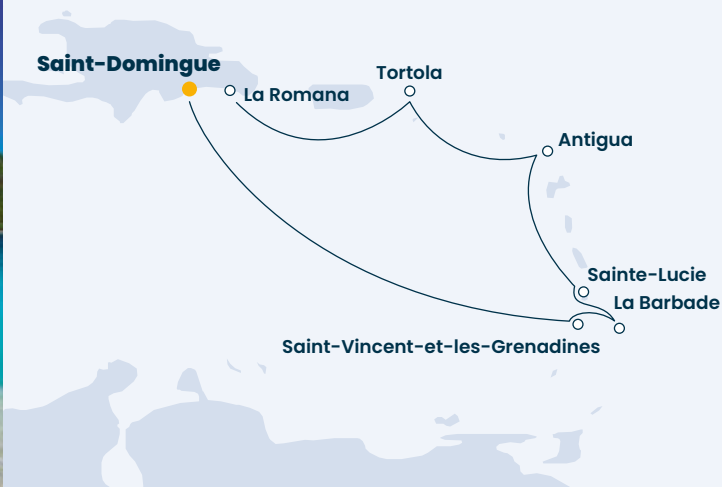 Saint-Domingue
Tortola
La Romana
Antigua
Sainte-Lucie
La Barbade
Saint-Vincent-et-les-Grenadines